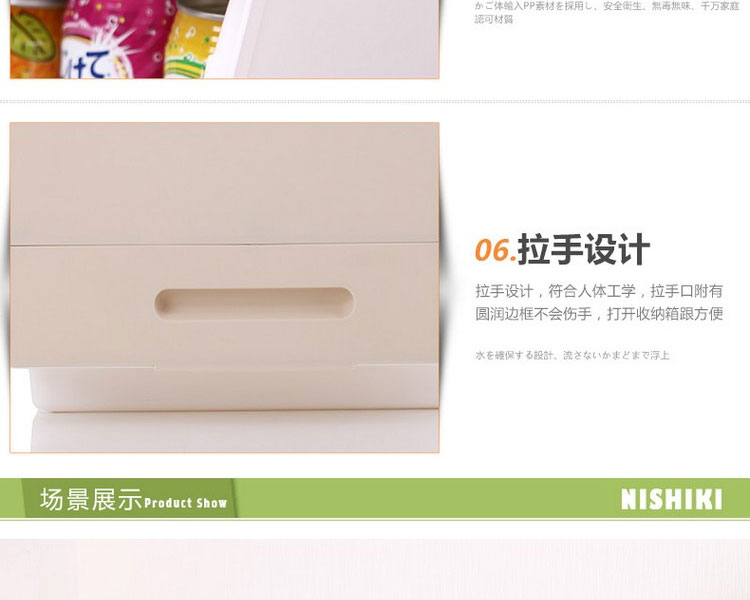 かご体输入PP素材を採用し、安全衛生、無毒無味、千万家庭
認可材質
けて
06.拉手设计
拉手设计，符合人体工学，拉手口附有
圆润边框不会伤手，打开收纳箱跟方便
水を確保する設計、流さないかまどまで浮上
场景展示Product Show
NISHIKI